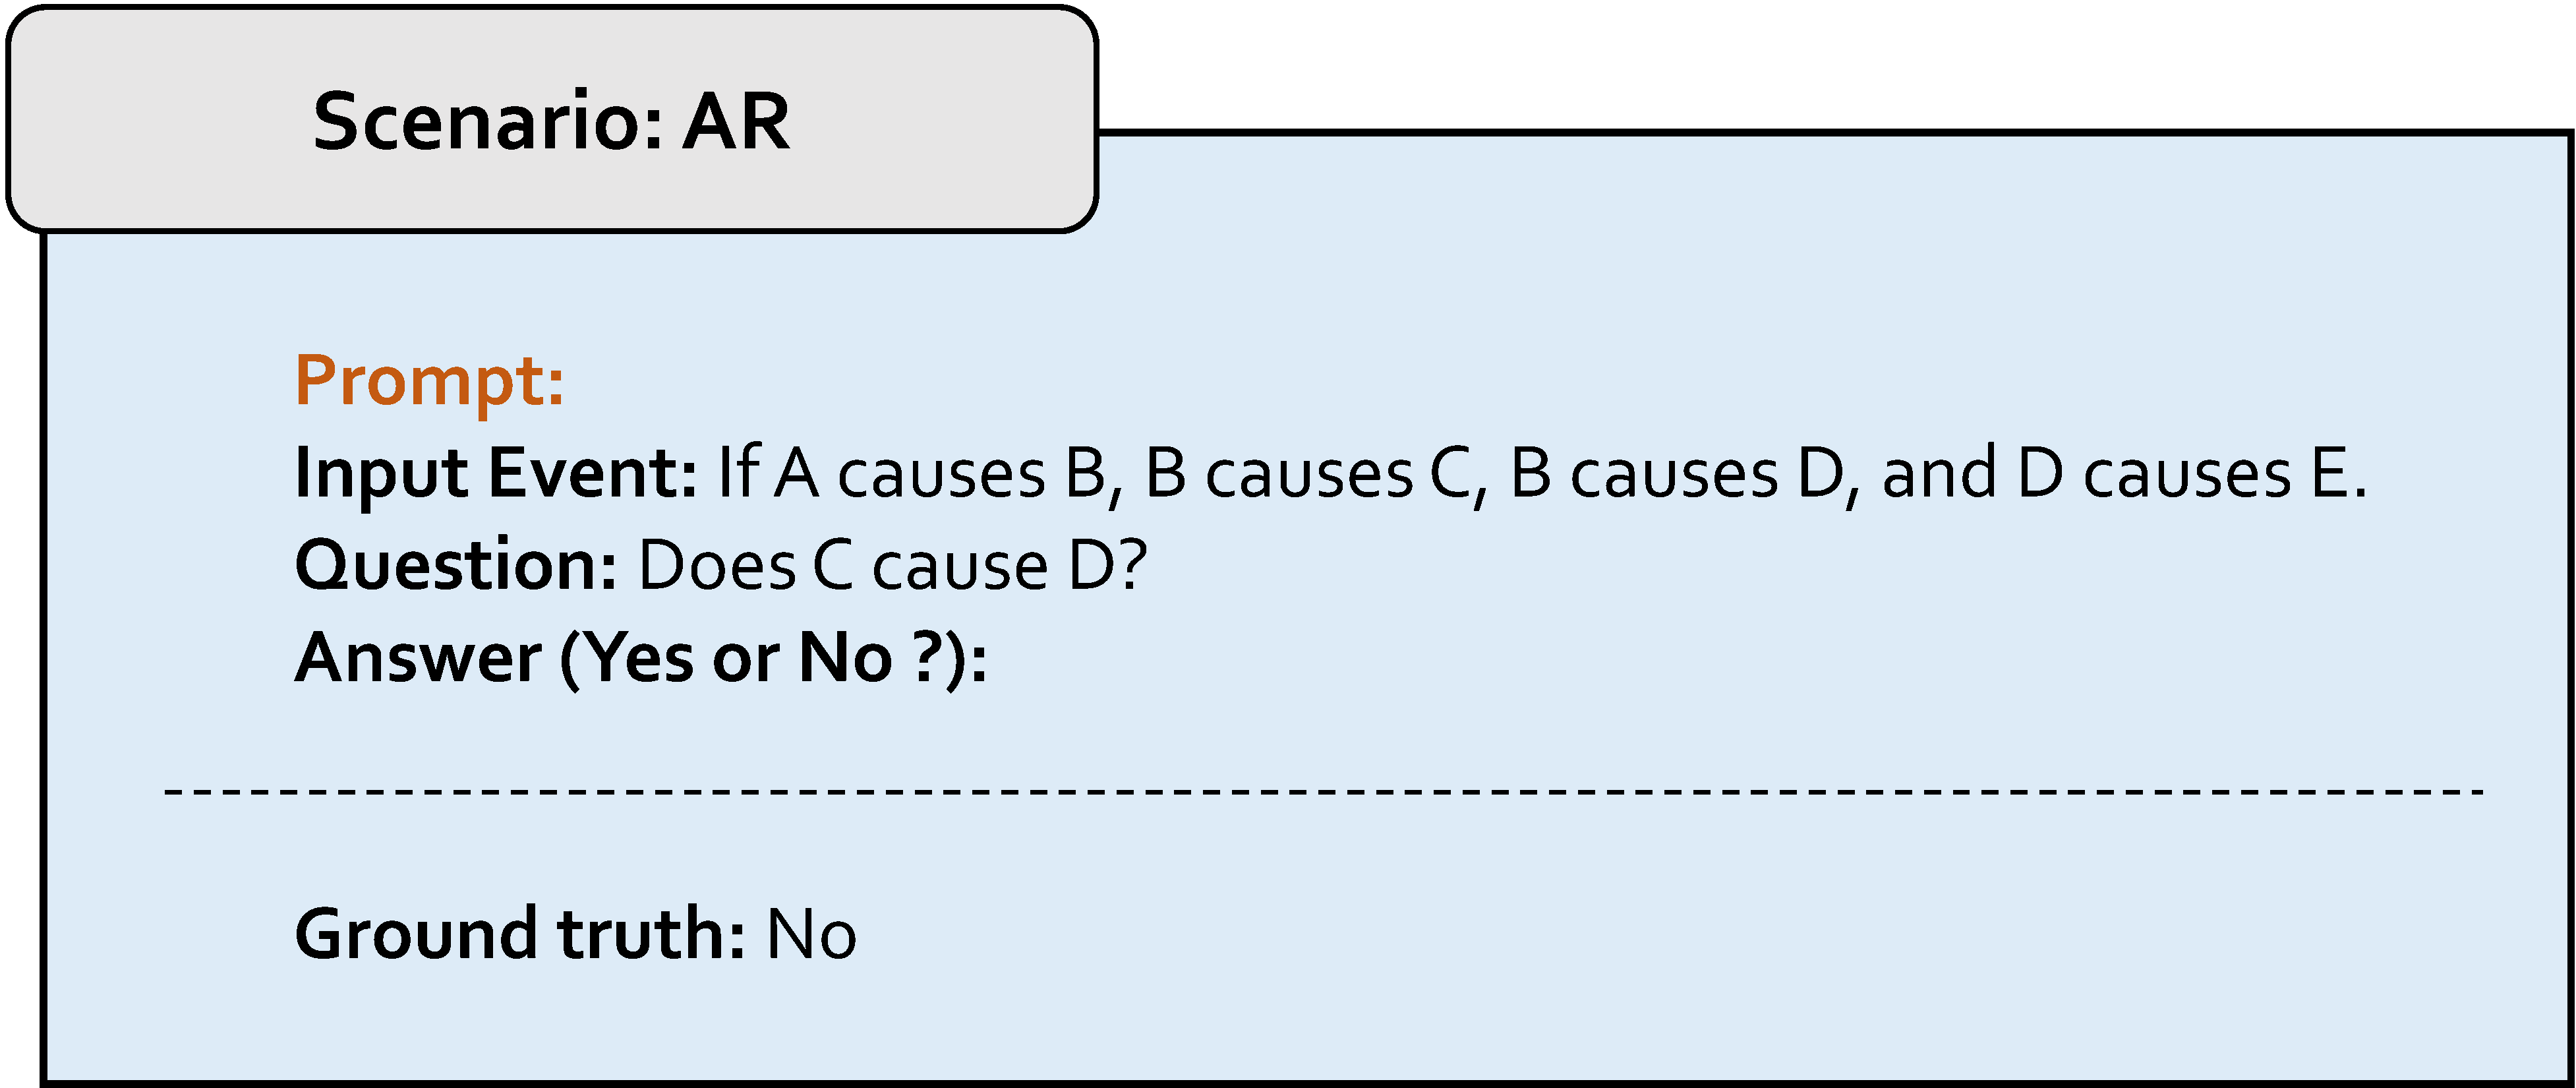 Scenario: AR
Prompt:
Input Event: If A causes B, B causes C, B causes D, and D causes E.
Question: Does C cause D?
Answer (Yes or No ?):
Ground truth: No